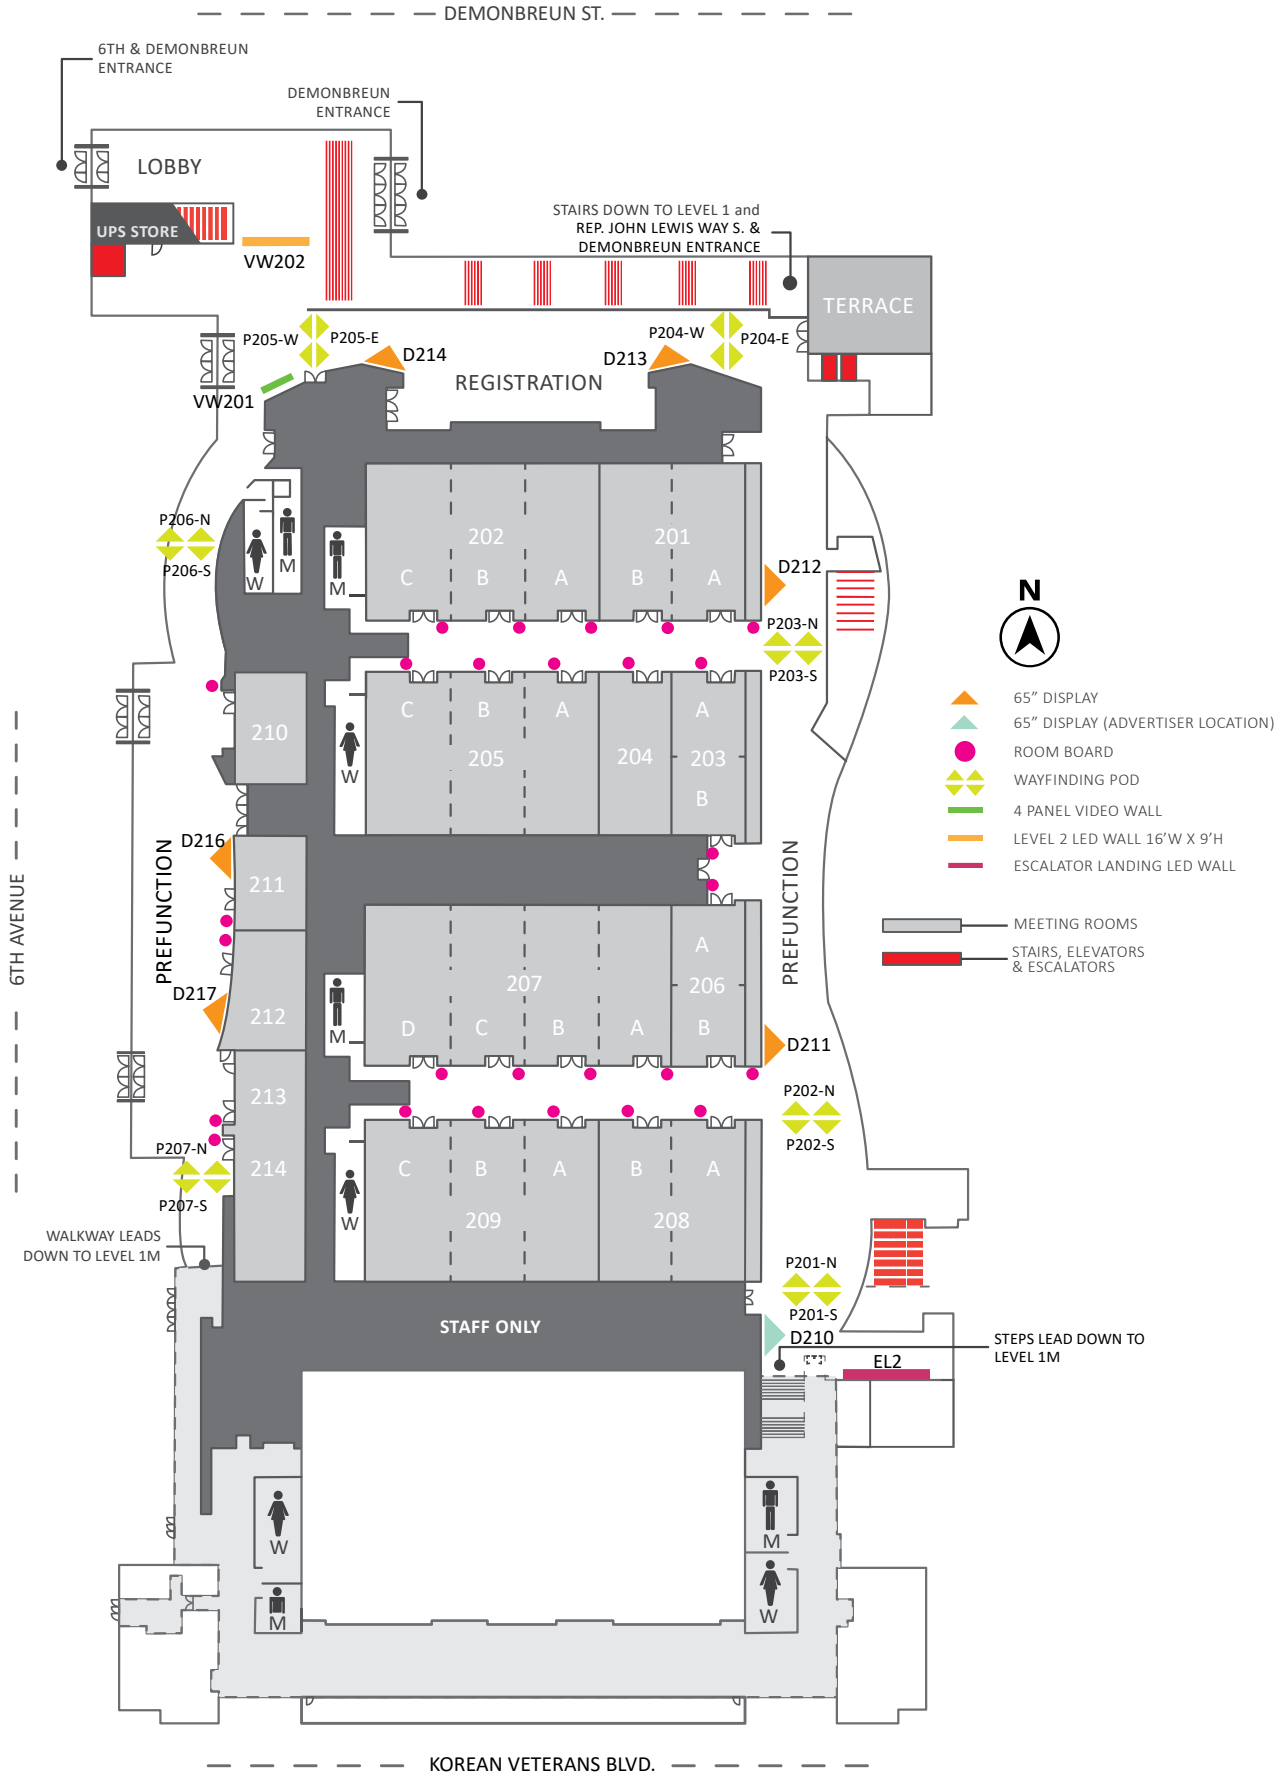 DEMONBREUN ST.
6TH & DEMONBREUN
ENTRANCE
DEMONBREUN
ENTRANCE
LOBBY
UPS STORE
VW202
STAIRS DOWN TO LEVEL 1 and
REP. JOHN LEWIS WAY S. &
DEMONBREUN ENTRANCE
TERRACE
P205-W
P205-E
P204-W
P204-E
D214
D213
REGISTRATION
VW201
P206-N
P206-S
W
M
M
202
201
C
B
A
B
A
D212
P203-N
P203-S
N
65” DISPLAY
65” DISPLAY (ADVERTISER LOCATION)
ROOM BOARD
WAYFINDING POD
4 PANEL VIDEO WALL
LEVEL 2 LED WALL 16’W X 9’H
ESCALATOR LANDING LED WALL
MEETING ROOMS
STAIRS, ELEVATORS
& ESCALATORS
210
C
B
A
A
205
204
203
B
W
D216
211
PREFUNCTION
PREFUNCTION
6TH AVENUE
D217
212
M
207
A
206
D
C
B
A
B
D211
213
P202-N
P202-S
P207-N
P207-S
214
C
B
A
B
A
W
209
208
WALKWAY LEADS
DOWN TO LEVEL 1M
P201-N
P201-S
STAFF ONLY
D210
STEPS LEAD DOWN TO
LEVEL 1M
EL2
W
M
M
W
KOREAN VETERANS BLVD.